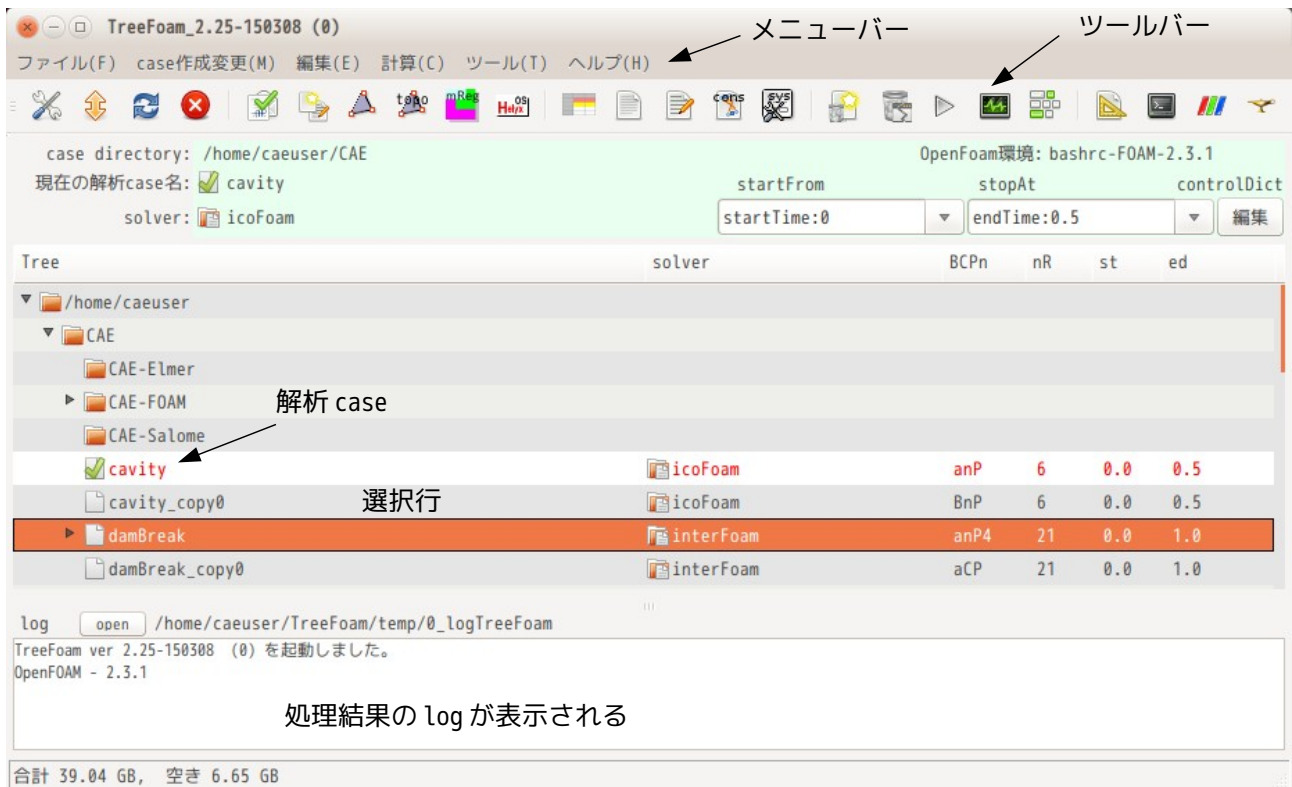 TreeFoam_2.25-150308 (0)
メニューバー
ツールバー
ファイル(F) case作成変更(M) 編集(E) 計算(C) ツール(T) ヘルプ(H)
topo mReg OS Helyx cons sys
case directory: /home/caeuser/CAE OpenFoam環境: bashrc-FOAM-2.3.1
現在の解析case名: cavity startFrom stopAt controlDict
solver: icoFoam startTime:0 endTime:0.5 編集
Tree solver BCPn nR st ed
/home/caeuser
CAE
CAE-Elmer
CAE-FOAM
解析 case
CAE-Salome
cavity icoFoam anP 6 0.0 0.5
cavity_copy0 選択行 icoFoam BnP 6 0.0 0.5
damBreak interFoam anP4 21 0.0 1.0
damBreak_copy0 interFoam aCP 21 0.0 1.0
log open /home/caeuser/TreeFoam/temp/0_logTreeFoam
TreeFoam ver 2.25-150308 (0) を起動しました。
OpenFOAM - 2.3.1
処理結果の log が表示される
合計 39.04 GB, 空き 6.65 GB